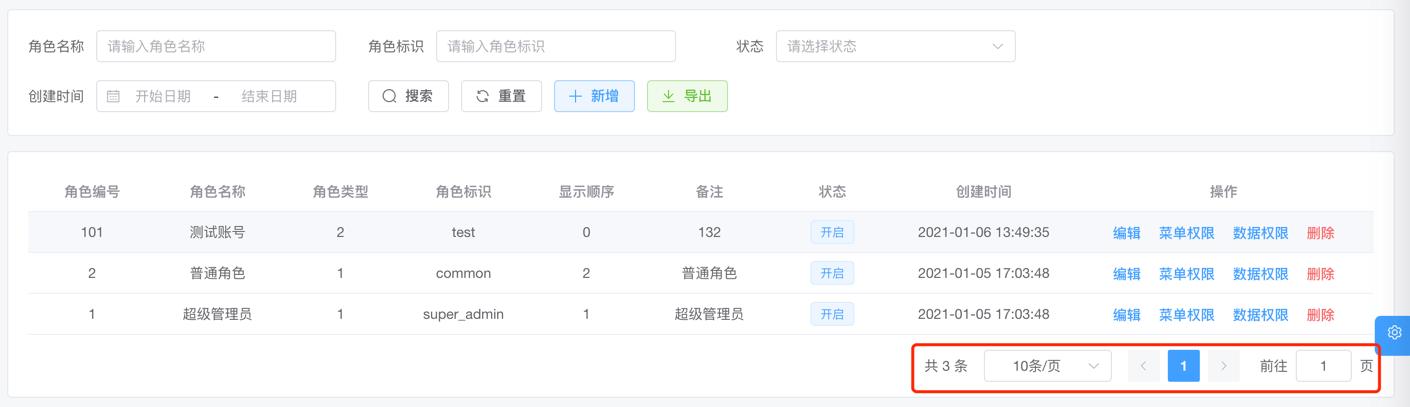 角色名称 请输入角色名称 角色标识 请输入角色标识 状态 请选择状态
创建时间 开始日期 - 结束日期 搜索 重置 新增 导出
角色编号 角色名称 角色类型 角色标识 显示顺序 备注 状态 创建时间 操作
101 测试账号 2 test 0 132 开启 2021-01-06 13:49:35 编辑 菜单权限 数据权限 删除
2 普通角色 1 common 2 普通角色 开启 2021-01-05 17:03:48 编辑 菜单权限 数据权限 删除
1 超级管理员 1 super_admin 1 超级管理员 开启 2021-01-05 17:03:48 编辑 菜单权限 数据权限 删除
共 3 条 10条/页 1 前往 1 页